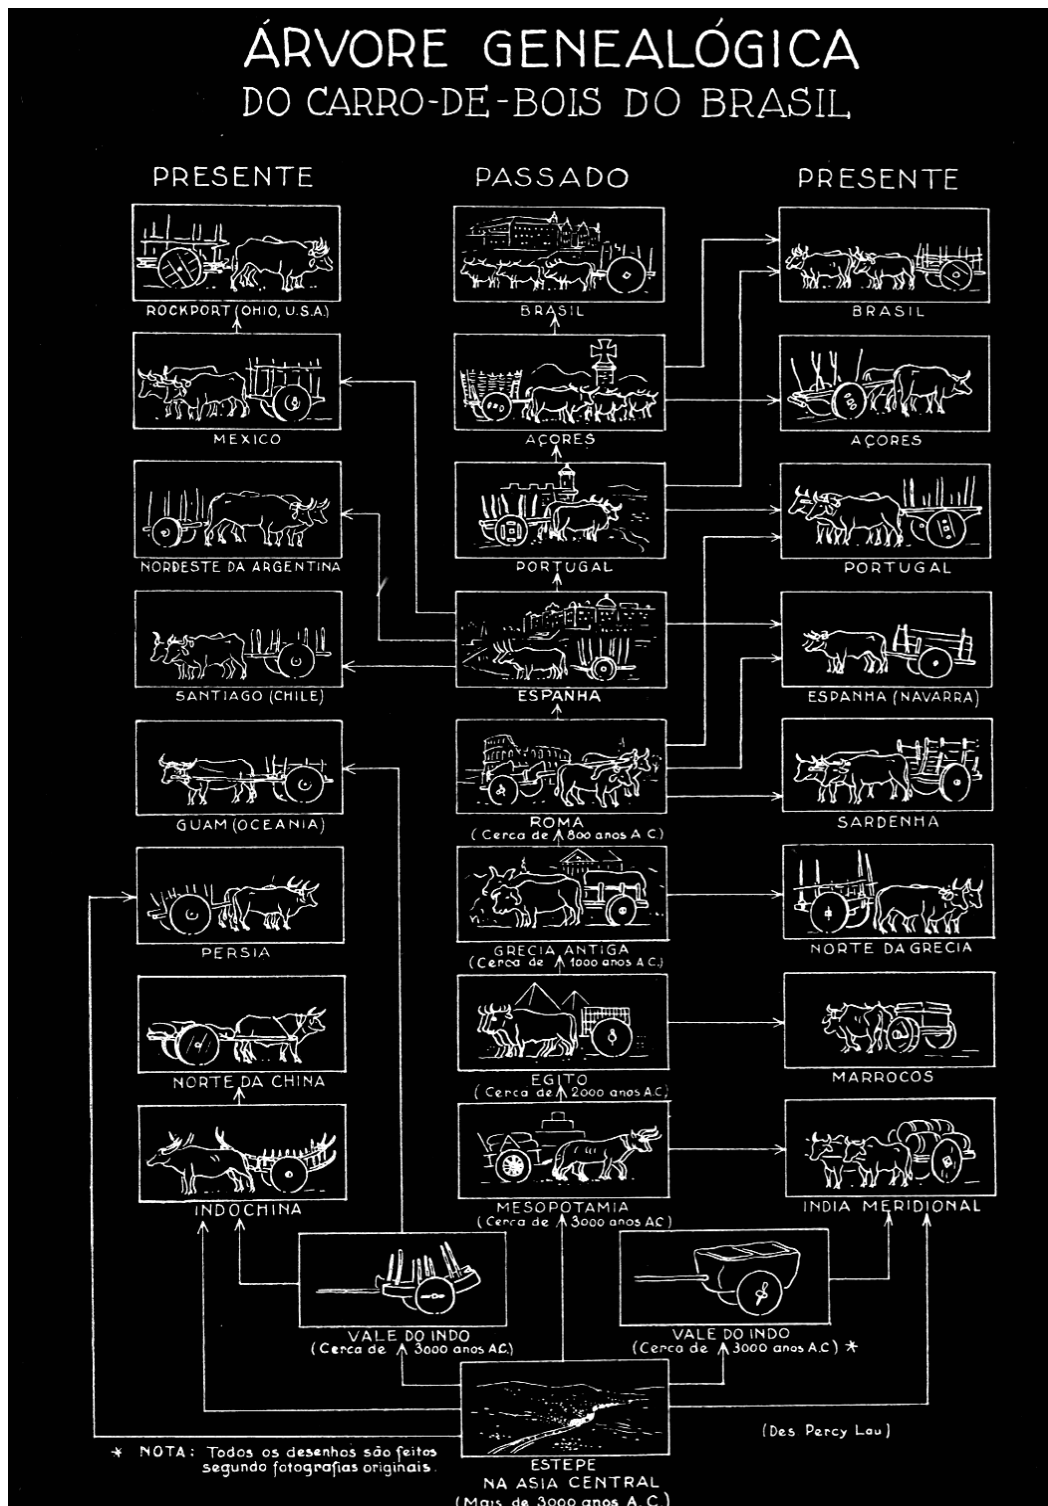 ÁRVORE GENEALÓGICA
DO CARRO-DE-BOIS DO BRASIL
PRESENTE
PASSADO
PRESENTE
ROCKPORT (OHIO, U.S.A.)
BRASIL
BRASIL
MEXICO
AÇORES
AÇORES
NORDESTE DA ARGENTINA
PORTUGAL
PORTUGAL
SANTIAGO (CHILE)
ESPANHA
ESPANHA (NAVARRA)
GUAM (OCEANIA)
ROMA
(Cerca de 800 anos A C)
SARDENHA
PERSIA
GRECIA ANTIGA
(Cerca de 1000 anos A.C.)
NORTE DA GRECIA
NORTE DA CHINA
EGITO
(Cerca de 2000 anos A.C)
MARROCOS
INDOCHINA
MESOPOTAMIA
(Cerca de 3000 anos A.C)
INDIA MERIDIONAL
VALE DO INDO
(Cerca de 3000 anos A.C.)
VALE DO INDO
(Cerca de 3000 anos A.C) *
(Des Percy Lau)
* NOTA: Todos os desenhos são feitos
segundo fotografias originais.
ESTEPE
NA ASIA CENTRAL
(Mais de 3000 anos A. C.)